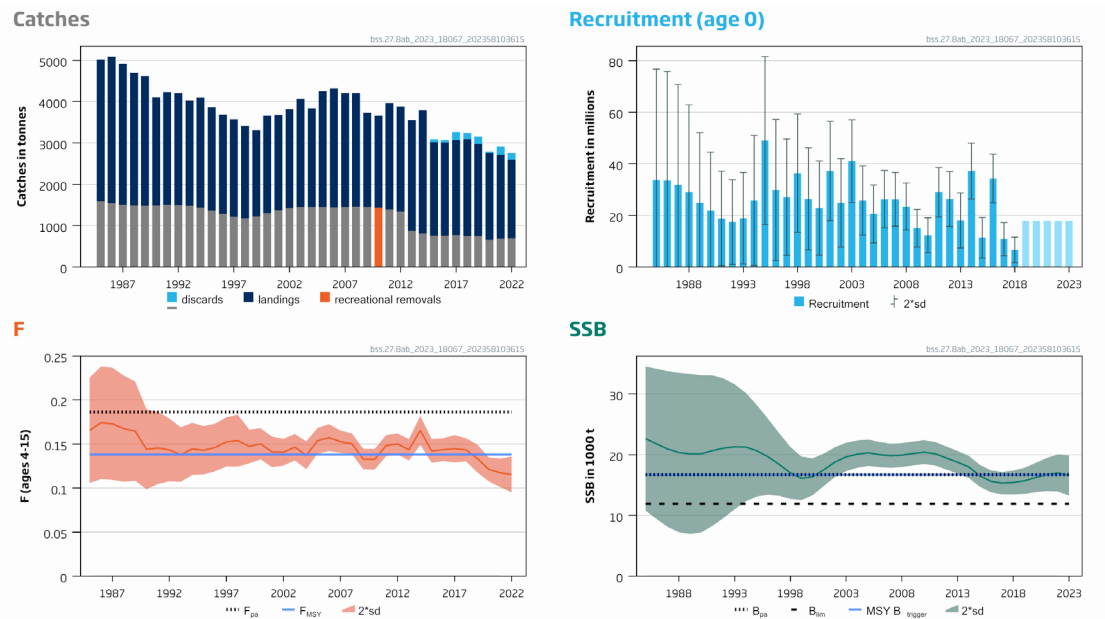 Catches
bss.27.8ab_2023_18067_202358103615
Catches in tonnes
5000
4000
3000
2000
1000
0
1987 1992 1997 2002 2007 2012 2017 2022
discards landings recreational removals
Recruitment (age 0)
bss.27.8ab_2023_18067_202358103615
Recruitment in millions
80
60
40
20
0
1988 1993 1998 2003 2008 2013 2018 2023
Recruitment 2*sd
F
bss.27.8ab_2023_18067_202358103615
F (ages 4-15)
0.25
0.2
0.15
0.1
0.05
0
1987 1992 1997 2002 2007 2012 2017 2022
Fpa FMSY 2*sd
SSB
bss.27.8ab_2023_18067_202358103615
SSB in 1000 t
30
20
10
0
1988 1993 1998 2003 2008 2013 2018 2023
Bpa Blim MSY B trigger 2*sd